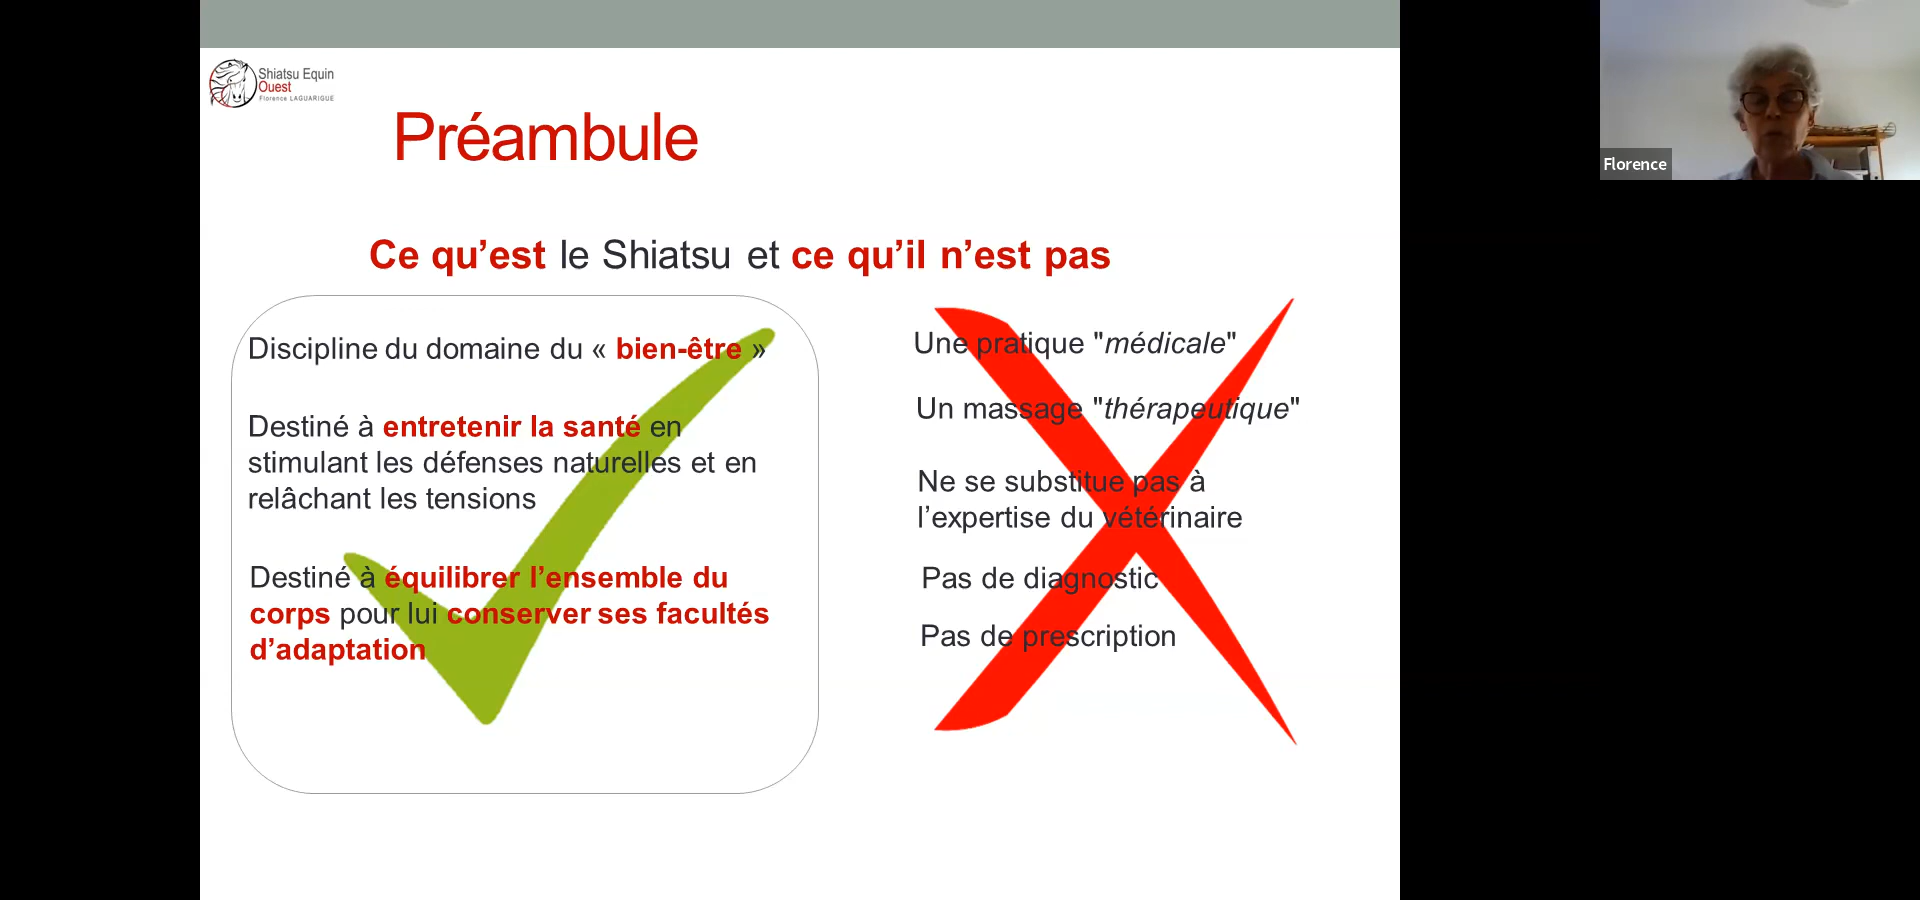 Shiatsu Equin
Ouest
Florence LAGUARIGUE
Préambule
Ce qu’est le Shiatsu et ce qu’il n’est pas
Discipline du domaine du « bien-être »
Destiné à entretenir la santé en
stimulant les défenses naturelles et en
relâchant les tensions
Destiné à équilibrer l’ensemble du
corps pour lui conserver ses facultés
d’adaptation
Une pratique "médicale"
Un massage "thérapeutique"
Ne se substitue pas à
l’expertise du vétérinaire
Pas de diagnostic
Pas de prescription
Florence